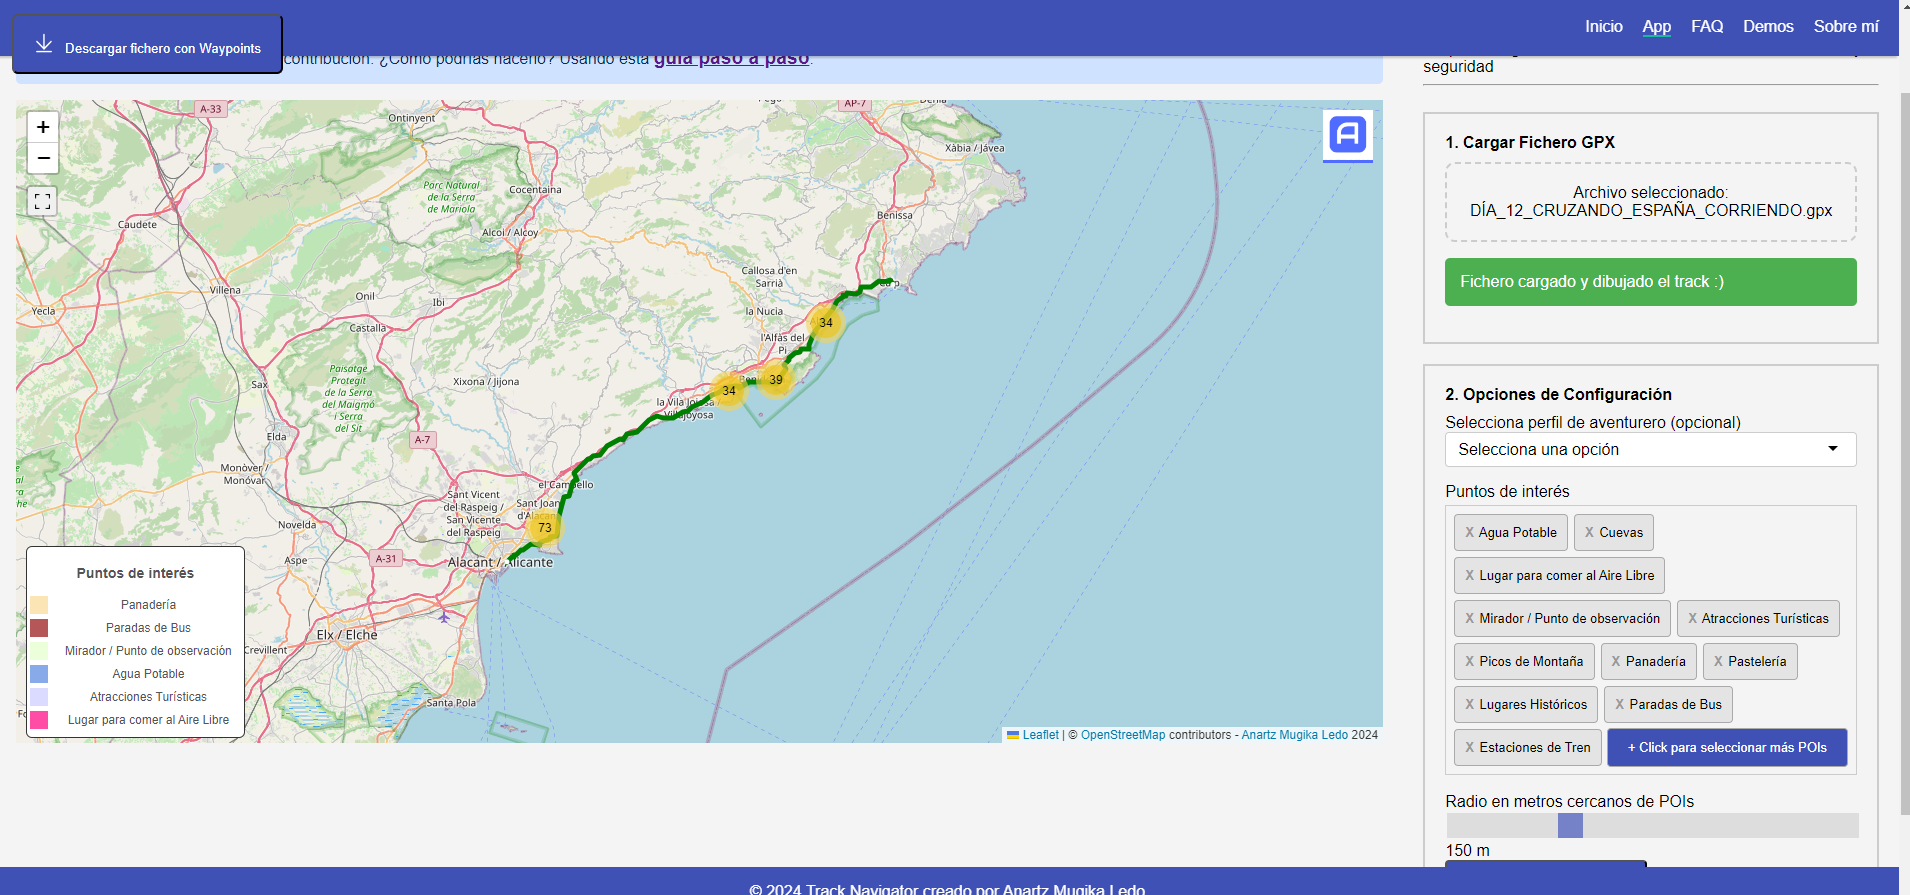 Descargar fichero con Waypoints
Inicio
App
FAQ
Demos
Sobre mí
contribución. ¿Cómo podrías hacerlo? Usando esta guía paso a paso.
seguridad
+
−
A-33
Ontinyent
AP-7
Dénia
Xàbia / Jávea
Parc Natural
de la Serra
de Mariola
Cocentaina
Caudete
Benissa
Alcoi / Alcoy
Callosa d'en
Sarrià
Villena
Onil
Ibi
Yecla
la Nucia
Castalla
34
l'Alfàs del
Pi
Paisatge
Protegit
de la Serra
del Maigmó
i Serra
del Sit
Sax
Xixona / Jijona
39
34
la Vila Joiosa /
Villajoyosa
Elda
A-7
Monòver /
Monóvar
el Campello
Sant Vicent
del Raspeig /
San Vicente
del Raspeig
Sant Joan
d'Alacant
73
Novelda
Aspe
A-31
Alacant / Alicante
Elx / Elche
Crevillent
Santa Pola
Puntos de interés
Panadería
Paradas de Bus
Mirador / Punto de observación
Agua Potable
Atracciones Turísticas
Lugar para comer al Aire Libre
Leaflet | © OpenStreetMap contributors - Anartz Mugika Ledo 2024
1. Cargar Fichero GPX
Archivo seleccionado:
DÍA_12_CRUZANDO_ESPAÑA_CORRIENDO.gpx
Fichero cargado y dibujado el track :)
2. Opciones de Configuración
Selecciona perfil de aventurero (opcional)
Selecciona una opción
Puntos de interés
X Agua Potable
X Cuevas
X Lugar para comer al Aire Libre
X Mirador / Punto de observación
X Atracciones Turísticas
X Picos de Montaña
X Panadería
X Pastelería
X Lugares Históricos
X Paradas de Bus
X Estaciones de Tren
+ Click para seleccionar más POIs
Radio en metros cercanos de POIs
150 m
© 2024 Track Navigator creado por Anartz Mugika Ledo